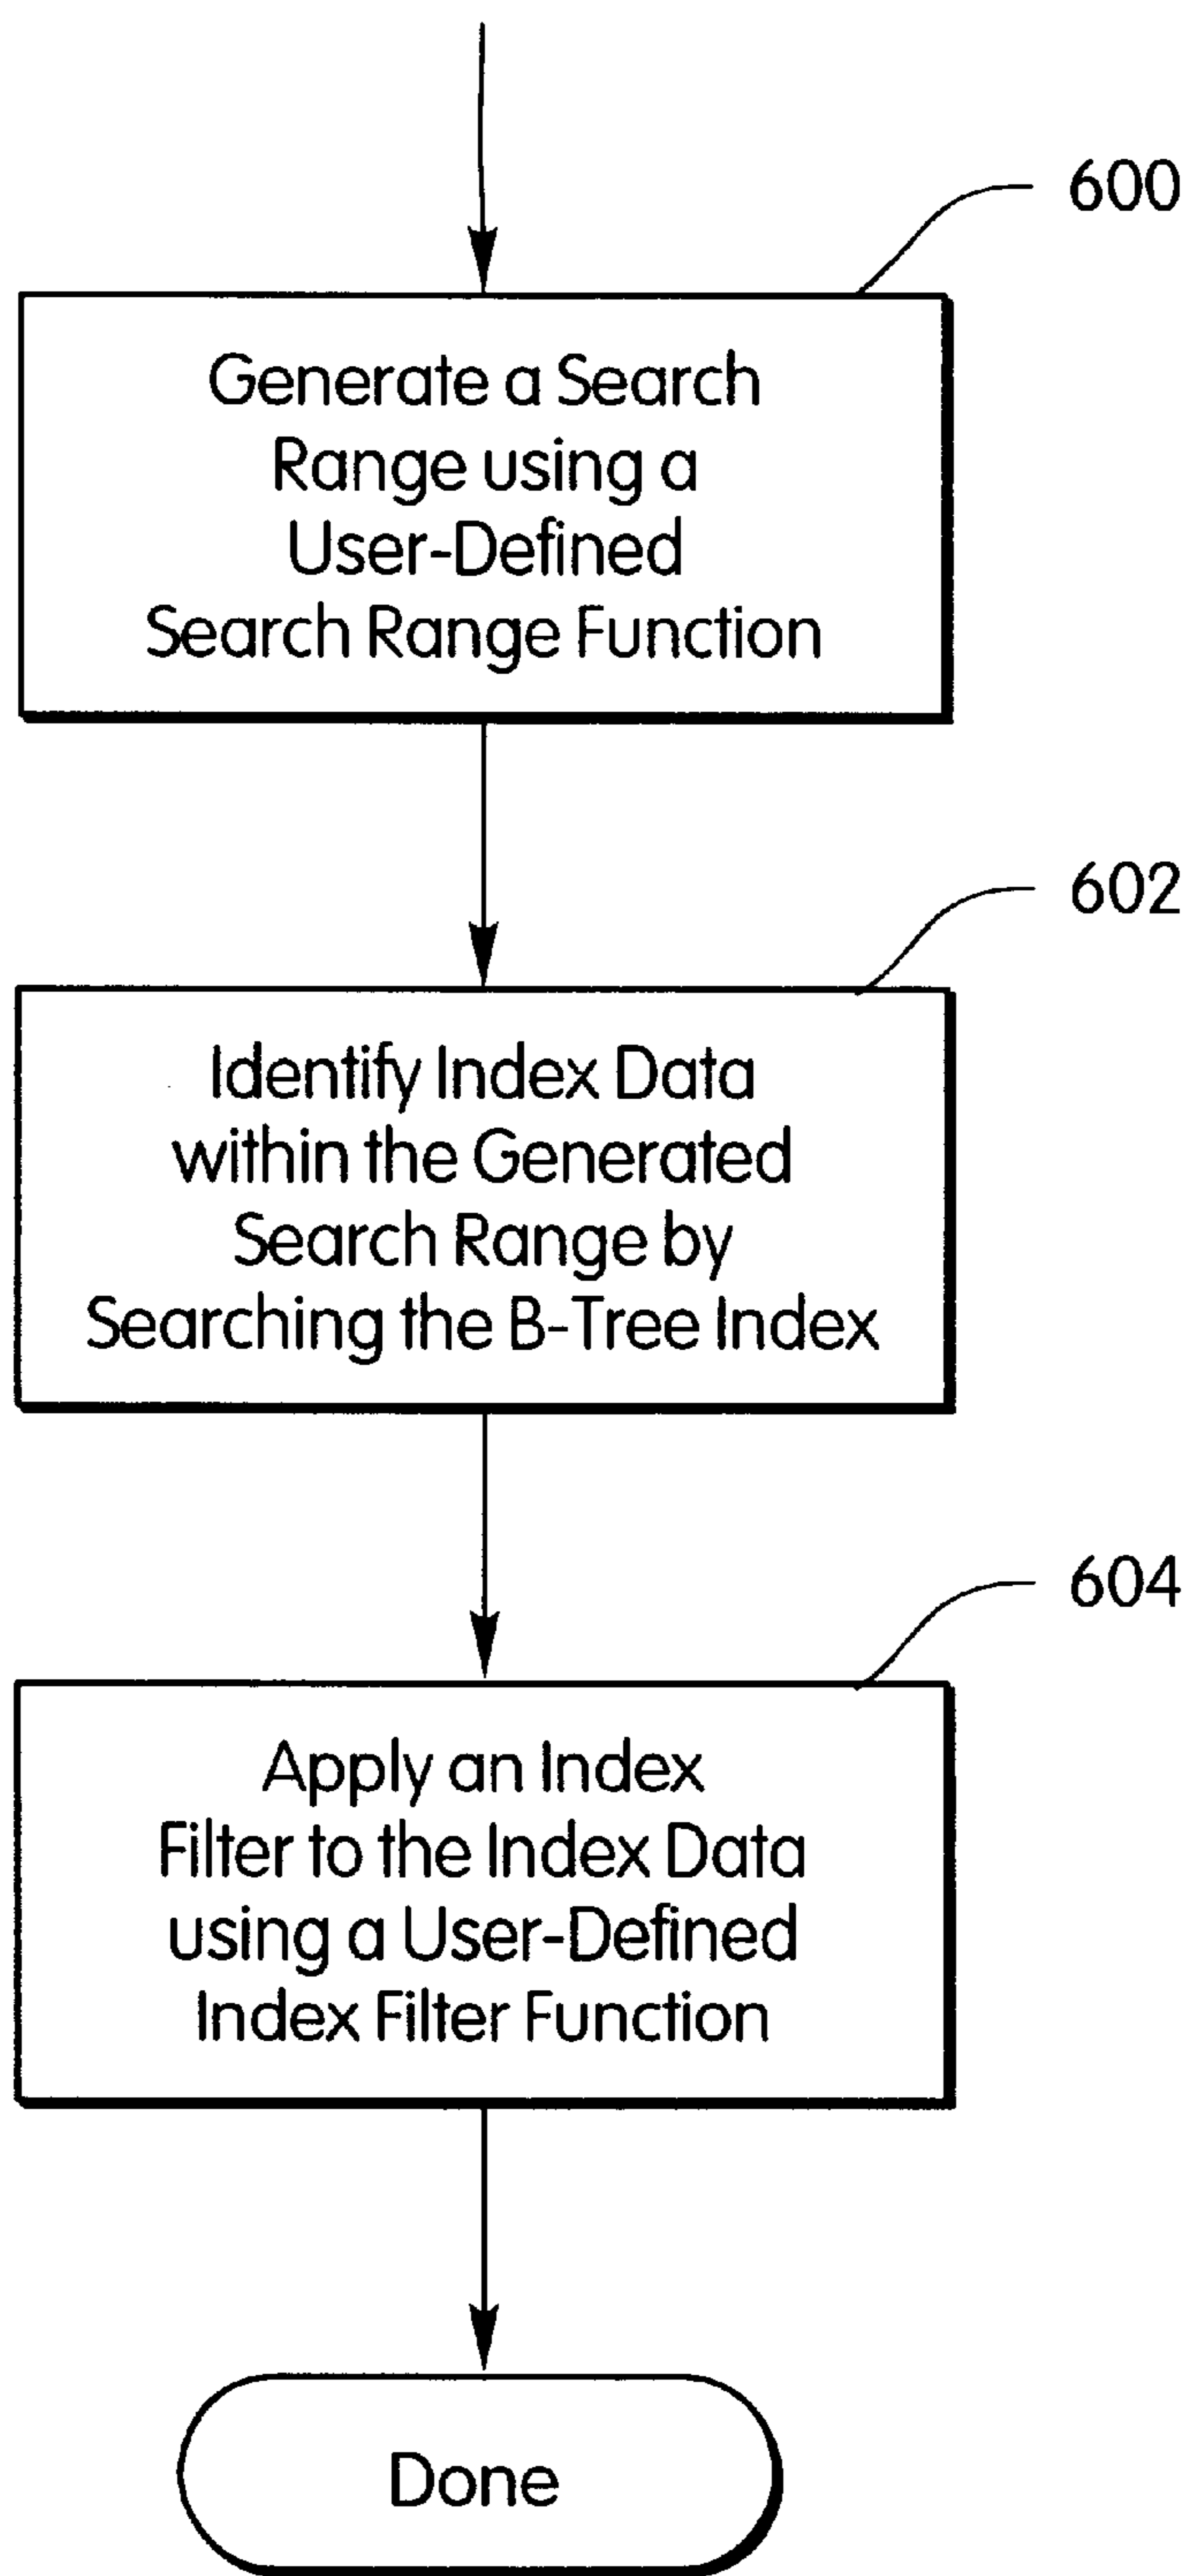 600
Generate a Search
Range using a
User-Defined
Search Range Function
602
Identify Index Data
within the Generated
Search Range by
Searching the B-Tree Index
604
Apply an Index
Filter to the Index Data
using a User-Defined
Index Filter Function
Done